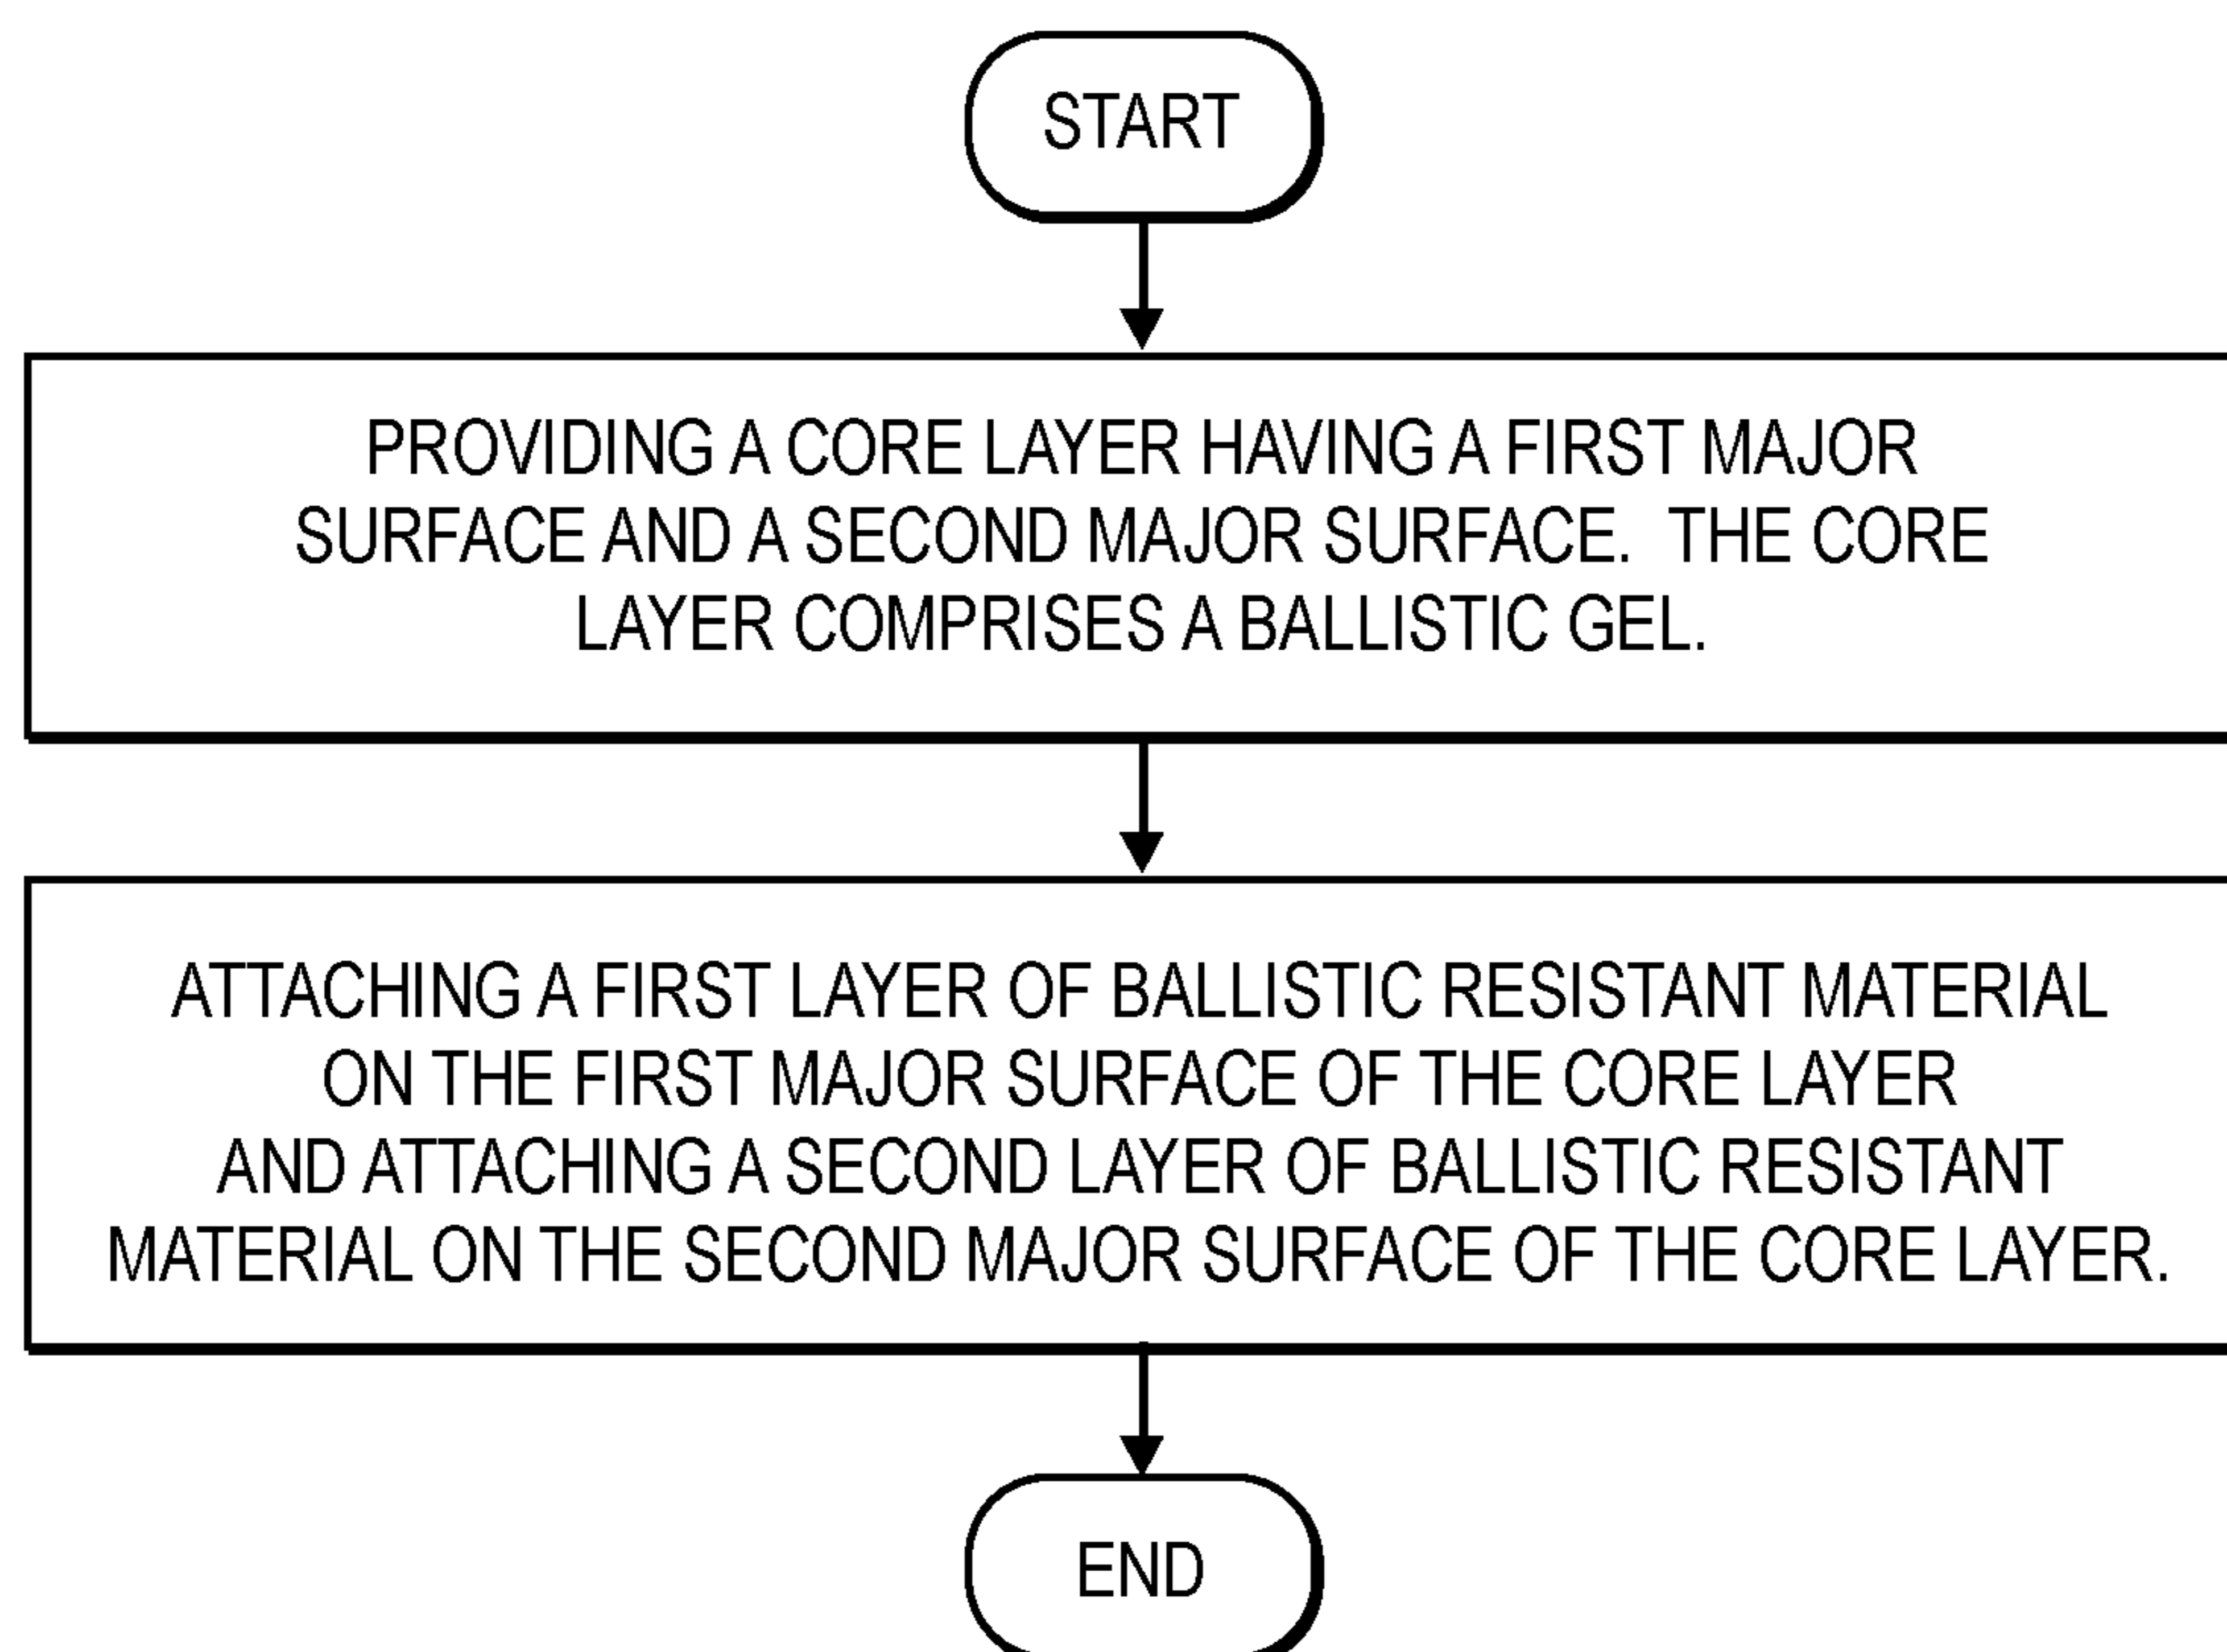 START
PROVIDING A CORE LAYER HAVING A FIRST MAJOR
SURFACE AND A SECOND MAJOR SURFACE.  THE CORE
LAYER COMPRISES A BALLISTIC GEL.
ATTACHING A FIRST LAYER OF BALLISTIC RESISTANT MATERIAL
ON THE FIRST MAJOR SURFACE OF THE CORE LAYER
AND ATTACHING A SECOND LAYER OF BALLISTIC RESISTANT
MATERIAL ON THE SECOND MAJOR SURFACE OF THE CORE LAYER.
END